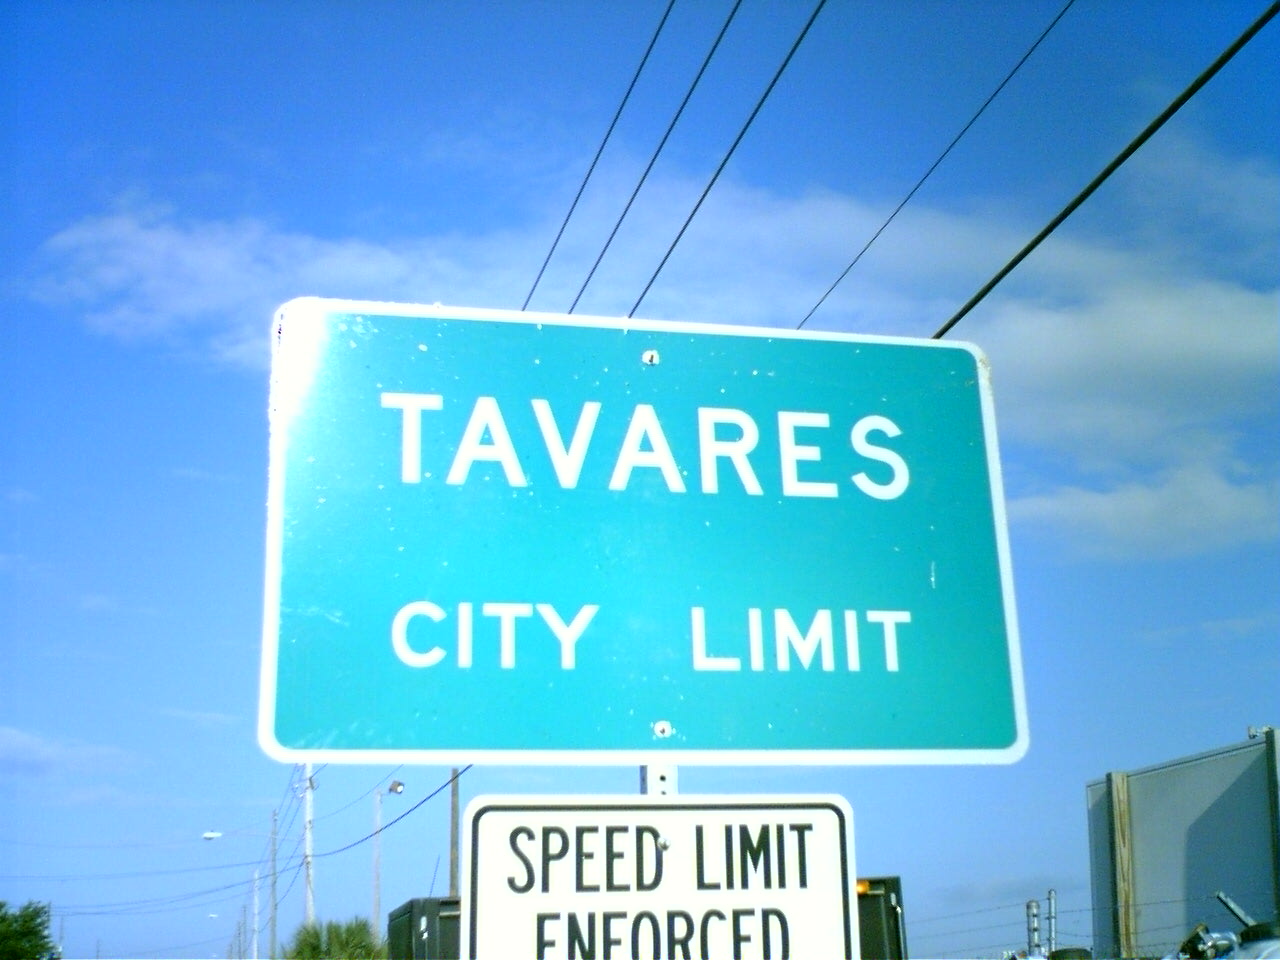 TAVARES
CITY LIMIT
SPEED LIMIT
ENFORCED